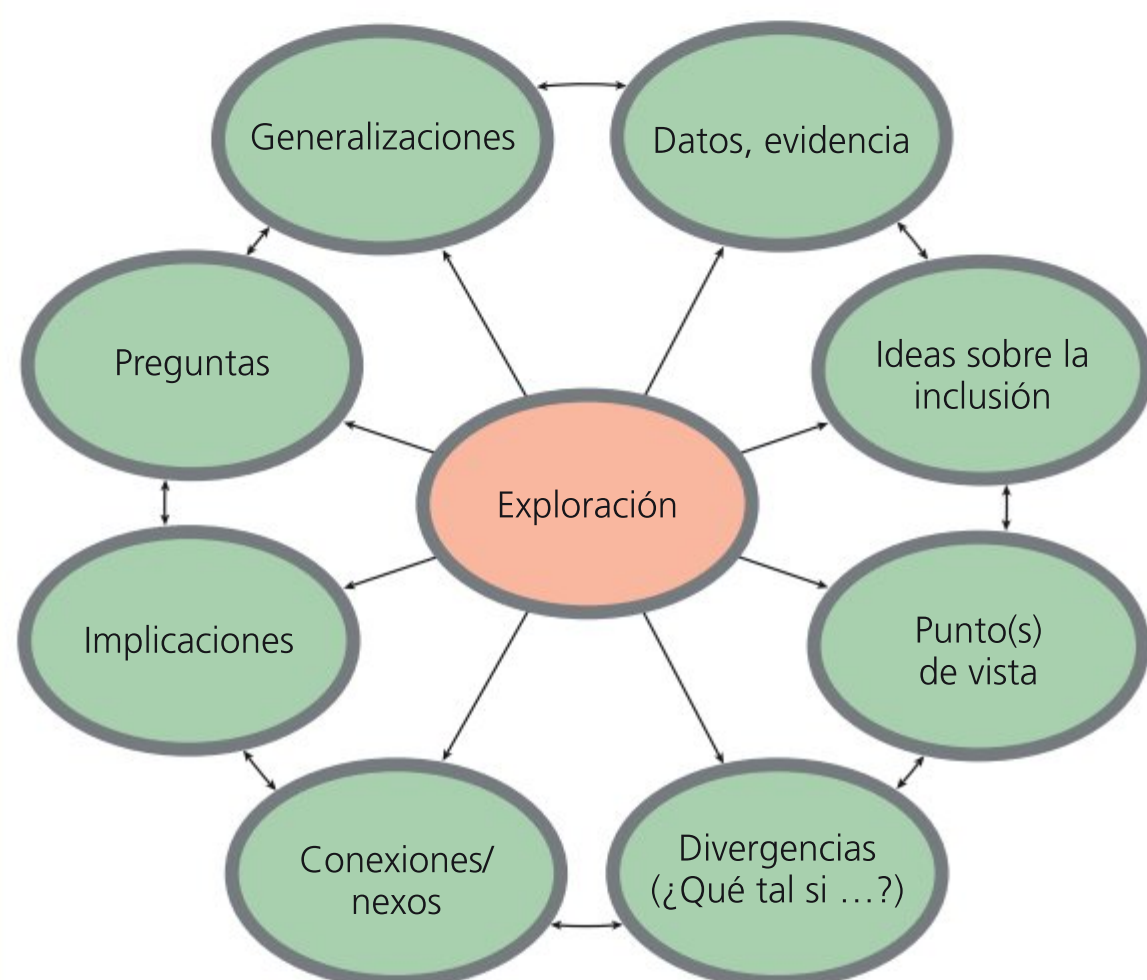 Generalizaciones
Datos, evidencia
Preguntas
Ideas sobre la
inclusión
Exploración
Implicaciones
Punto(s)
de vista
Conexiones/
nexos
Divergencias
(¿Qué tal si …?)